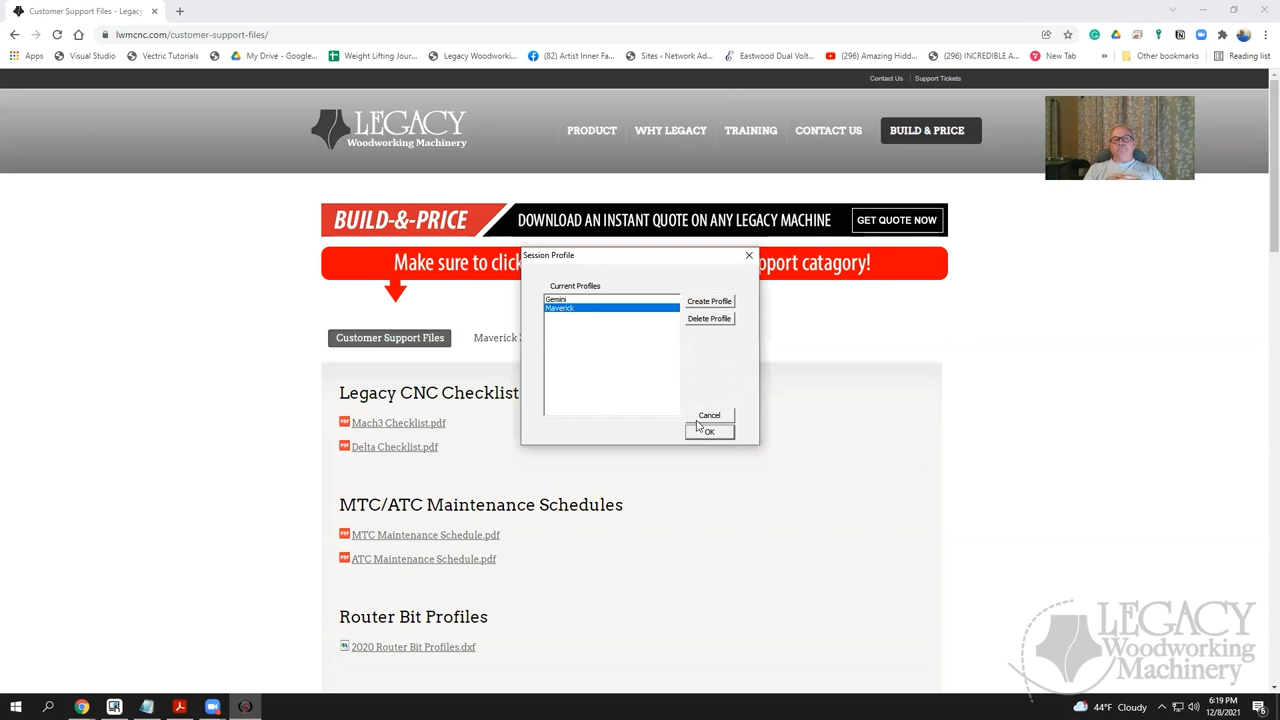 Customer Support Files - Legacy
lwmcnc.com/customer-support-files/
Apps Visual Studio Vectric Tutorials My Drive - Google... Weight Lifting Jour... Legacy Woodworki... (82) Artist Inner Fa... Sites ‹ Network Ad... Eastwood Dual Volt... (296) Amazing Hidd... (296) INCREDIBLE A... New Tab » Other bookmarks Reading list
Contact Us | Support Tickets
LEGACY
Woodworking Machinery
PRODUCT WHY LEGACY TRAINING CONTACT US BUILD & PRICE
BUILD-&-PRICE DOWNLOAD AN INSTANT QUOTE ON ANY LEGACY MACHINE GET QUOTE NOW
Make sure to click
pport catagory!
Session Profile
Current Profiles
Gemini
Maverick
Create Profile
Delete Profile
Cancel
OK
Customer Support Files Maverick
Legacy CNC Checklist
Mach3 Checklist.pdf
Delta Checklist.pdf
MTC/ATC Maintenance Schedules
MTC Maintenance Schedule.pdf
ATC Maintenance Schedule.pdf
Router Bit Profiles
2020 Router Bit Profiles.dxf
LEGACY
Woodworking
Machinery
44°F Cloudy
6:19 PM
12/8/2021
6